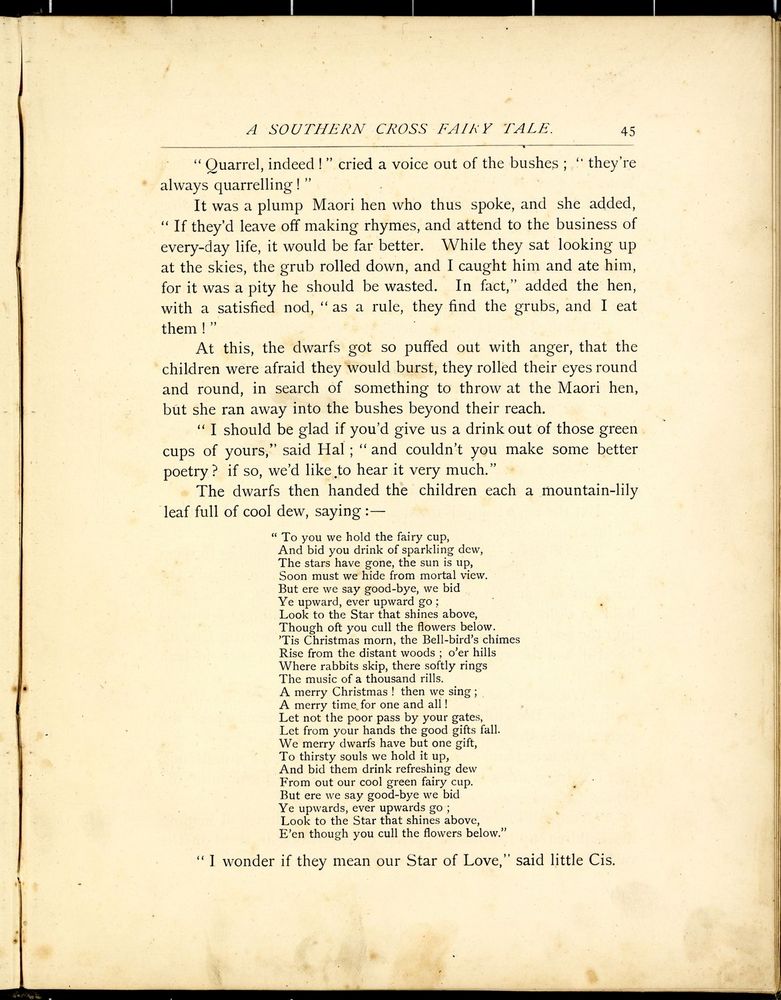 A SOUTHERN CROSS FAIRY TALE. 45
“ Quarrel, indeed ! ” cried a voice out of the bushes ; “ they’re
always quarrelling ! ”
It was a plump Maori hen who thus spoke, and she added,
“ If they’d leave off making rhymes, and attend to the business of
every-day life, it would be far better. While they sat looking up
at the skies, the grub rolled down, and I caught him and ate him,
for it was a pity he should be wasted. In fact,” added the hen,
with a satisfied nod, “ as a rule, they find the grubs, and I eat
them ! ”
At this, the dwarfs got so puffed out with anger, that the
children were afraid they would burst, they rolled their eyes round
and round, in search of something to throw at the Maori hen,
but she ran away into the bushes beyond their reach.
“ I should be glad if you’d give us a drink out of those green
cups of yours,” said Hal ; “ and couldn’t you make some better
poetry ? if so, we’d like to hear it very much.”
The dwarfs then handed the children each a mountain-lily
leaf full of cool dew, saying :—
“ To you we hold the fairy cup,
And bid you drink of sparkling dew,
The stars have gone, the sun is up,
Soon must we hide from mortal view.
But ere we say good-bye, we bid
Ye upward, ever upward go ;
Look to the Star that shines above,
Though oft you cull the flowers below.
’Tis Christmas morn, the Bell-bird’s chimes
Rise from the distant woods ; o’er hills
Where rabbits skip, there softly rings
The music of a thousand rills.
A merry Christmas ! then we sing ;
A merry time for one and all !
Let not the poor pass by your gates,
Let from your hands the good gifts fall.
We merry dwarfs have but one gift,
To thirsty souls we hold it up,
And bid them drink refreshing dew
From out our cool green fairy cup.
But ere we say good-bye we bid
Ye upwards, ever upwards go ;
Look to the Star that shines above,
E’en though you cull the flowers below.”
“ I wonder if they mean our Star of Love,” said little Cis.